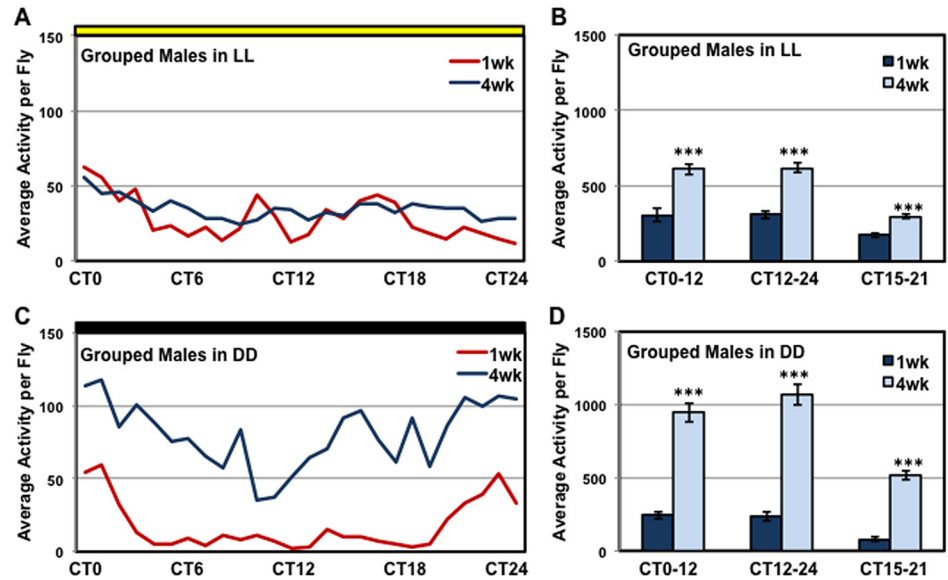 A
Grouped Males in LL
1wk
4wk
Average Activity per Fly
150
100
50
0
CT0 CT6 CT12 CT18 CT24
B
Grouped Males in LL
1wk
4wk
Average Activity per Fly
1500
1000
500
0
*** *** ***
CT0-12 CT12-24 CT15-21
C
Grouped Males in DD
1wk
4wk
Average Activity per Fly
150
100
50
0
CT0 CT6 CT12 CT18 CT24
D
Grouped Males in DD
1wk
4wk
Average Activity per Fly
1500
1000
500
0
*** *** ***
CT0-12 CT12-24 CT15-21